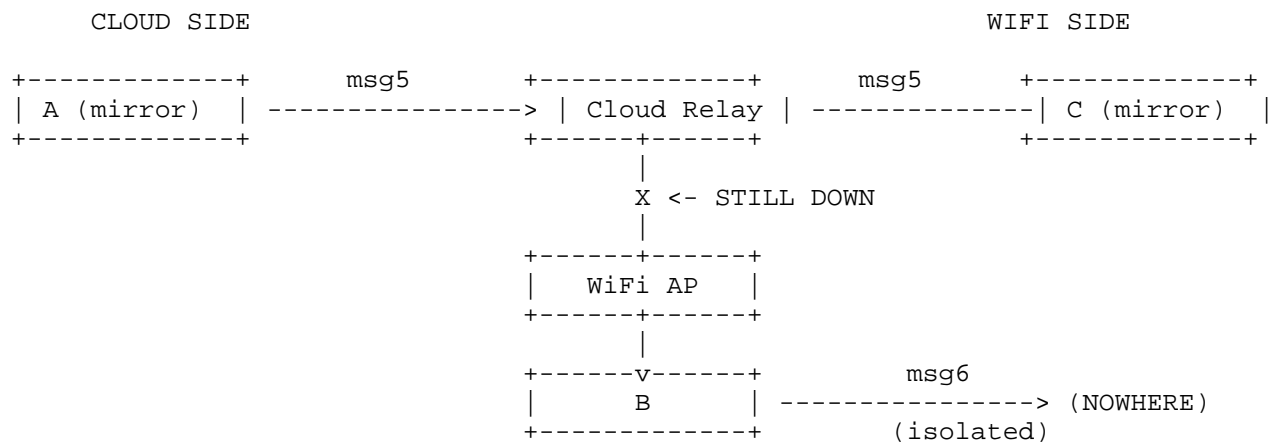 CLOUD SIDE                                        WIFI SIDE
+-------------+      msg5       +-------------+      msg5       +-------------+
| A (mirror)  | ----------------> | Cloud Relay | --------------| C (mirror)  |
+-------------+                 +------+------+                 +-------------+
|
X <- STILL DOWN
|
+------+------+
|   WiFi AP   |
+------+------+
|
+------v------+         msg6
|      B      | ----------------> (NOWHERE)
+-------------+        (isolated)